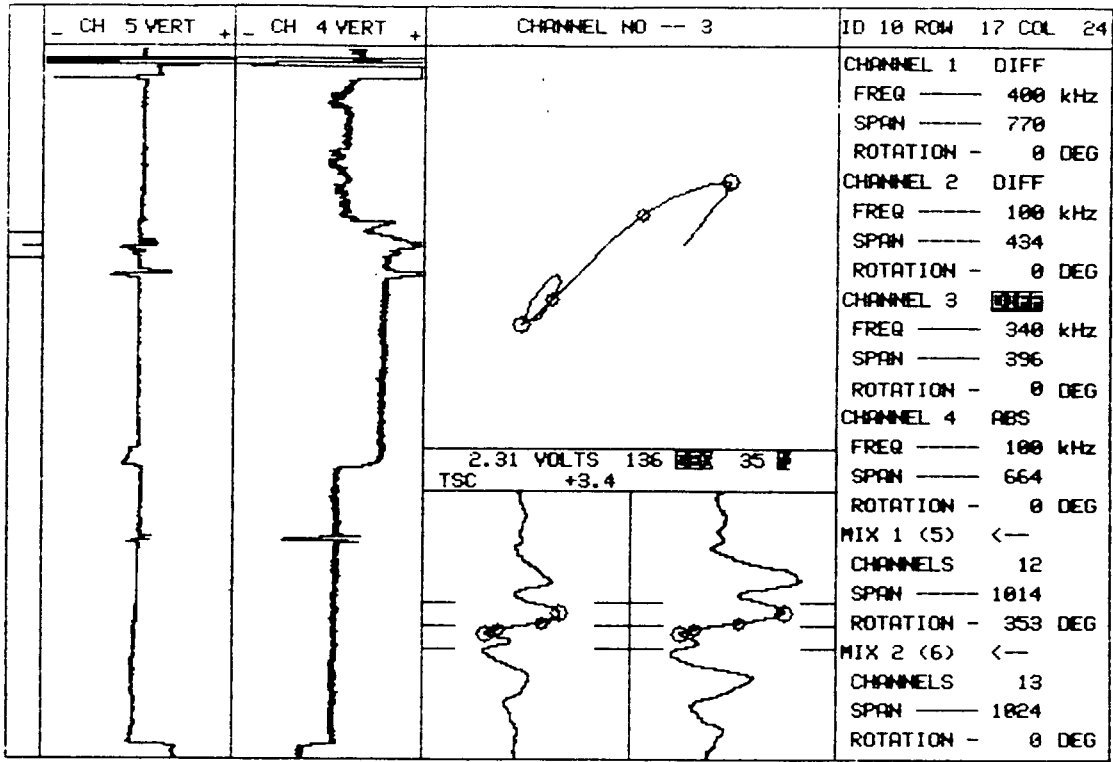 _ CH 5 VERT +
_ CH 4 VERT +
CHANNEL NO -- 3
ID 10 ROW 17 COL 24
CHANNEL 1 DIFF
FREQ —— 400 kHz
SPAN —— 770
ROTATION - 0 DEG
CHANNEL 2 DIFF
FREQ —— 100 kHz
SPAN —— 434
ROTATION - 0 DEG
CHANNEL 3 DIFF
FREQ —— 340 kHz
SPAN —— 396
ROTATION - 0 DEG
CHANNEL 4 ABS
FREQ —— 100 kHz
SPAN —— 664
ROTATION - 0 DEG
MIX 1 (5) <--
CHANNELS 12
SPAN —— 1014
ROTATION - 353 DEG
MIX 2 (6) <--
CHANNELS 13
SPAN —— 1024
ROTATION - 0 DEG
2.31 VOLTS 136 35
TSC +3.4